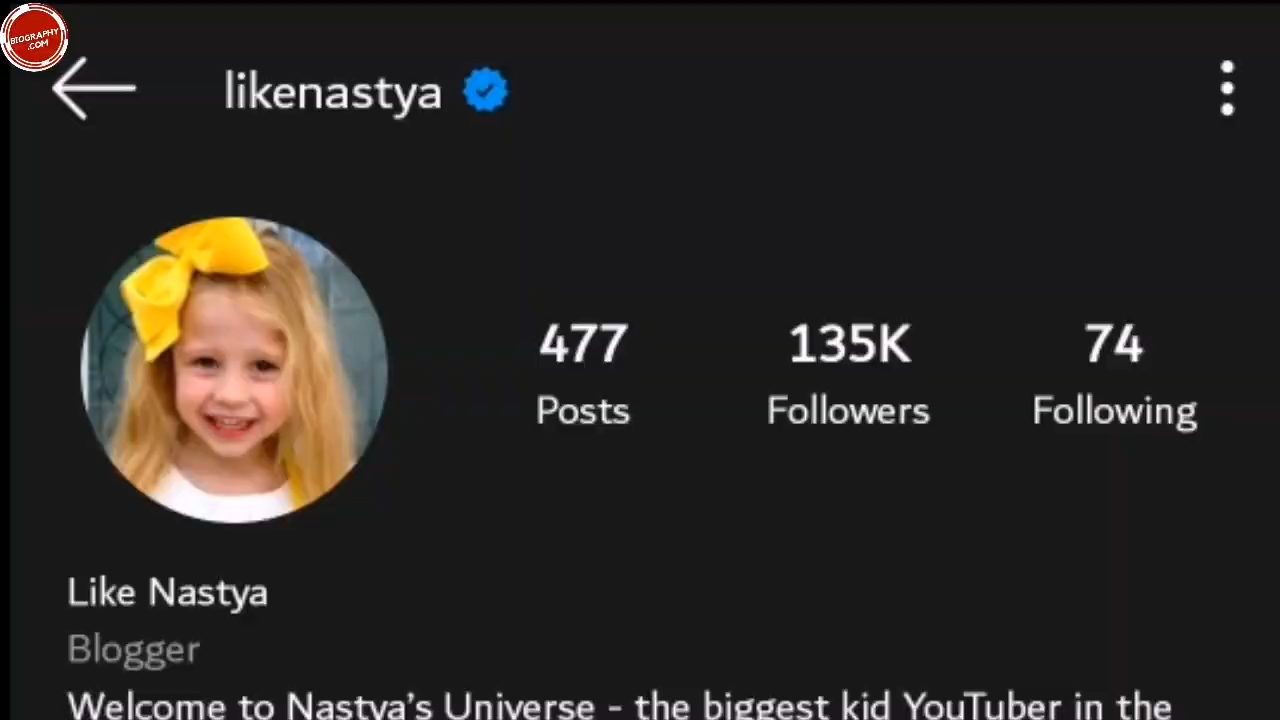 BIOGRAPHY
.COM
likenastya
477 135K 74
Posts Followers Following
Like Nastya
Blogger
Welcome to Nastya's Universe - the biggest kid YouTuber in the